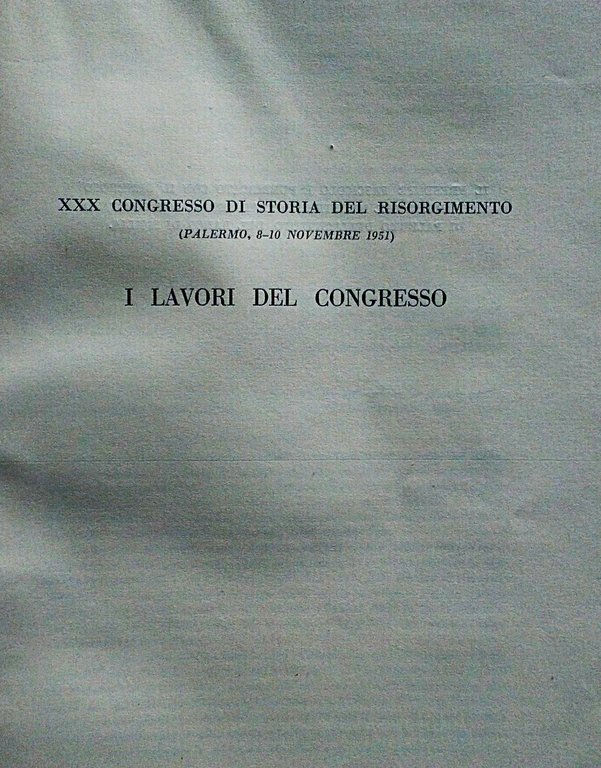 XXX CONGRESSO DI STORIA DEL RISORGIMENTO
(PALERMO, 8-10 NOVEMBRE 1951)
I LAVORI DEL CONGRESSO